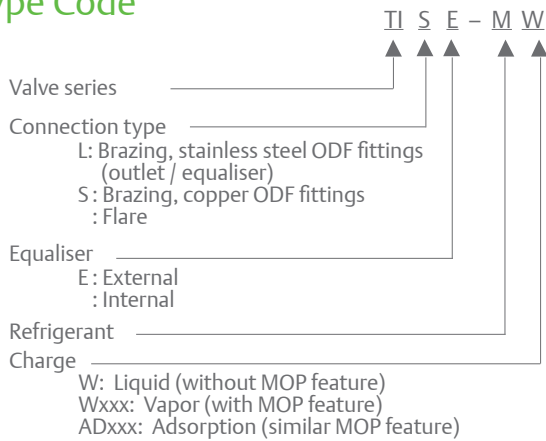 ype Code
TI S E – M W
Valve series
Connection type
L: Brazing, stainless steel ODF fittings
(outlet / equaliser)
S : Brazing, copper ODF fittings
: Flare
Equaliser
E : External
: Internal
Refrigerant
Charge
W: Liquid (without MOP feature)
Wxxx: Vapor (with MOP feature)
ADxxx: Adsorption (similar MOP feature)